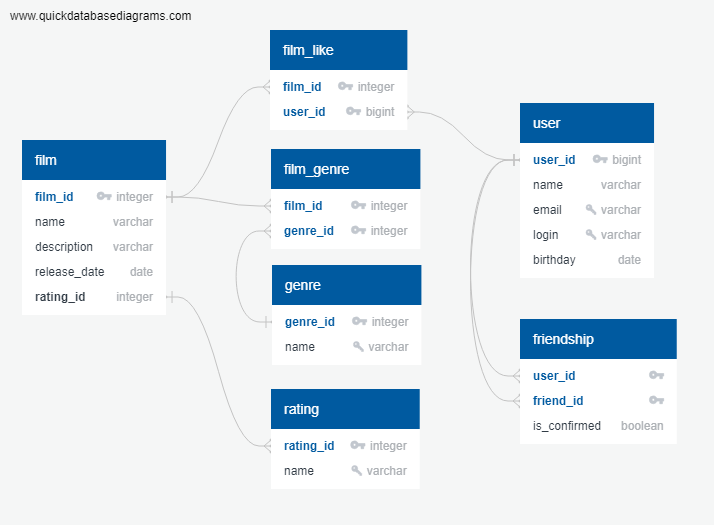 www.quickdatabasediagrams.com
film_like
film_id integer
user_id bigint
user
user_id bigint
name varchar
email varchar
login varchar
birthday date
film
film_id integer
name varchar
description varchar
release_date date
rating_id integer
film_genre
film_id integer
genre_id integer
genre
genre_id integer
name varchar
friendship
user_id
friend_id
is_confirmed boolean
rating
rating_id integer
name varchar